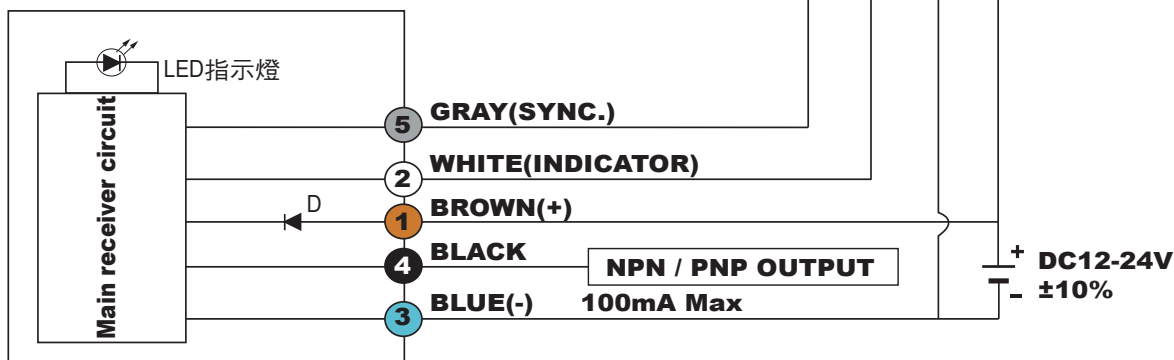 LED指示燈
Main receiver circuit
5 GRAY(SYNC.)
2 WHITE(INDICATOR)
D
1 BROWN(+)
4 BLACK
NPN / PNP OUTPUT
3 BLUE(-) 100mA Max
+
-
DC12-24V
±10%